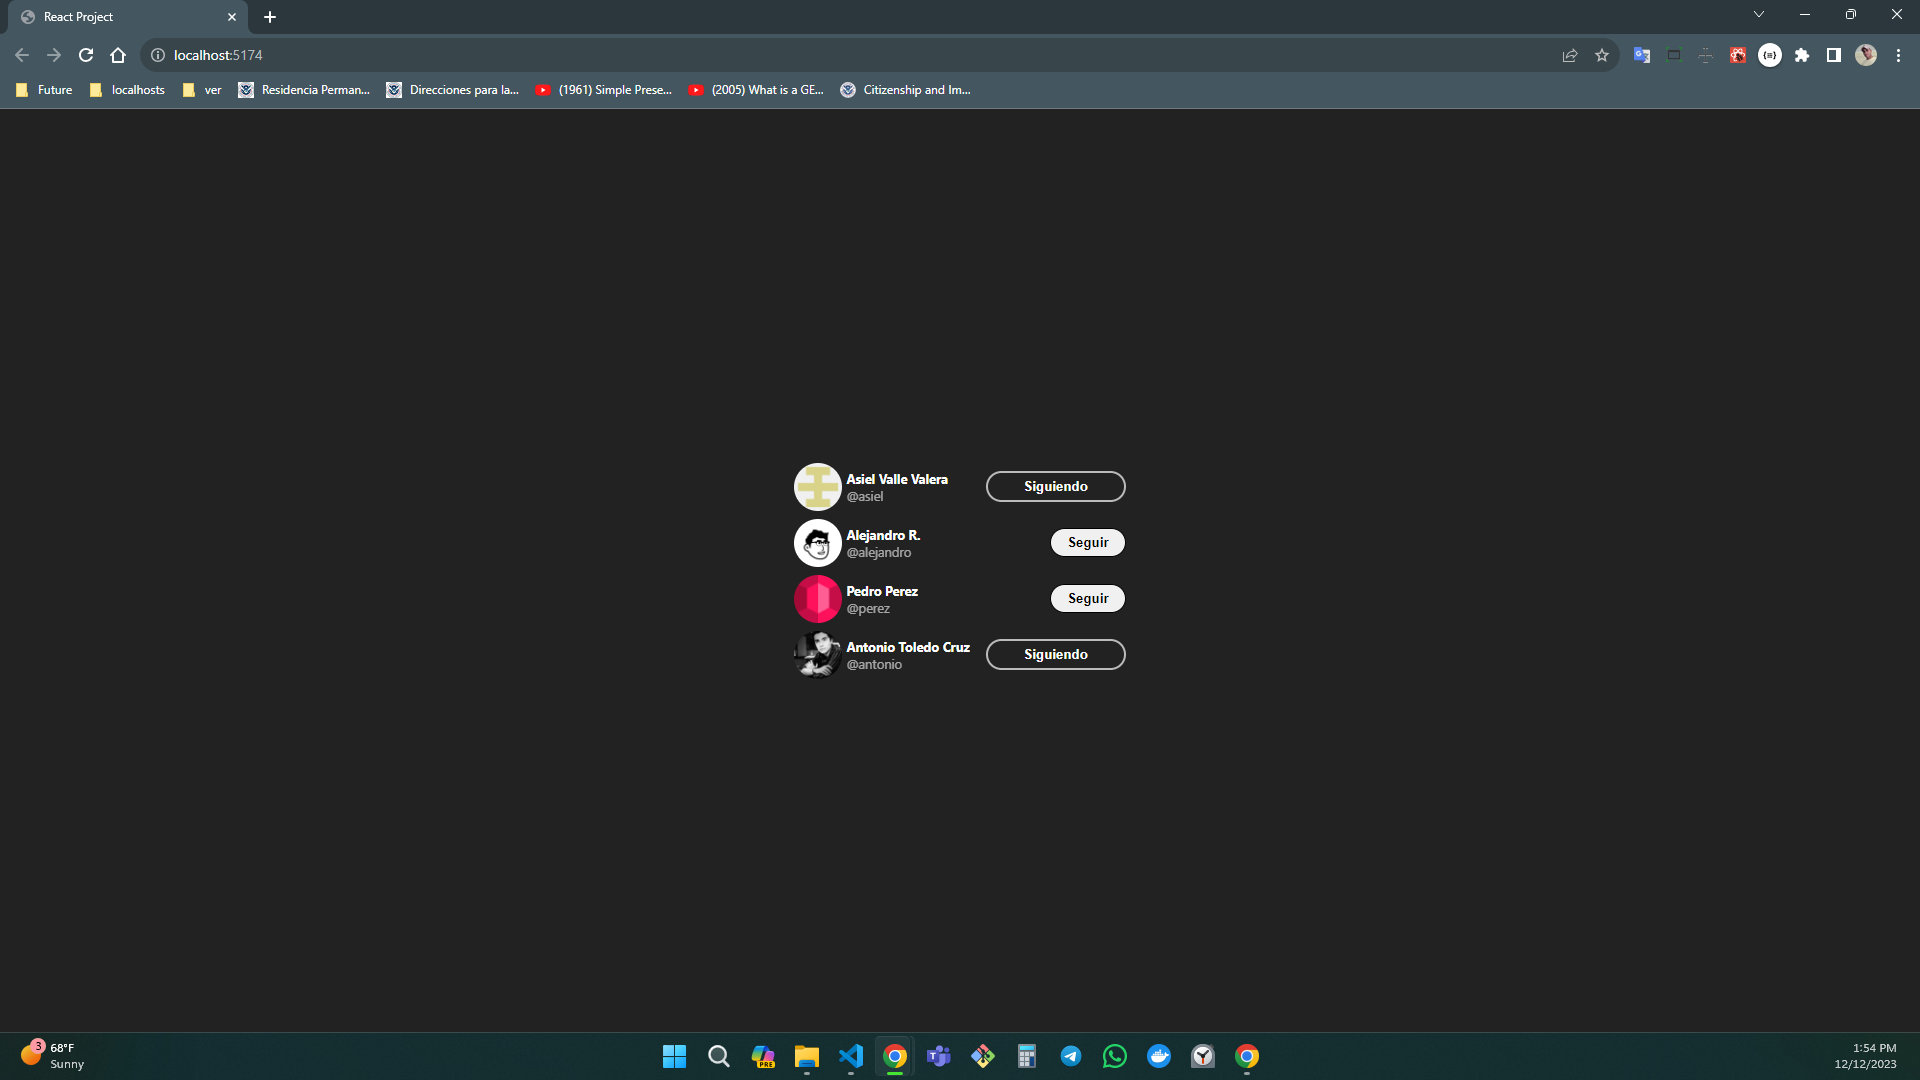 React Project
localhost:5174
Future
localhosts
ver
Residencia Perman...
Direcciones para la...
(1961) Simple Prese...
(2005) What is a GE...
Citizenship and Im...
Asiel Valle Valera
@asiel
Siguiendo
Alejandro R.
@alejandro
Seguir
Pedro Perez
@perez
Seguir
Antonio Toledo Cruz
@antonio
Siguiendo
3
68°F
Sunny
PRE
1:54 PM
12/12/2023